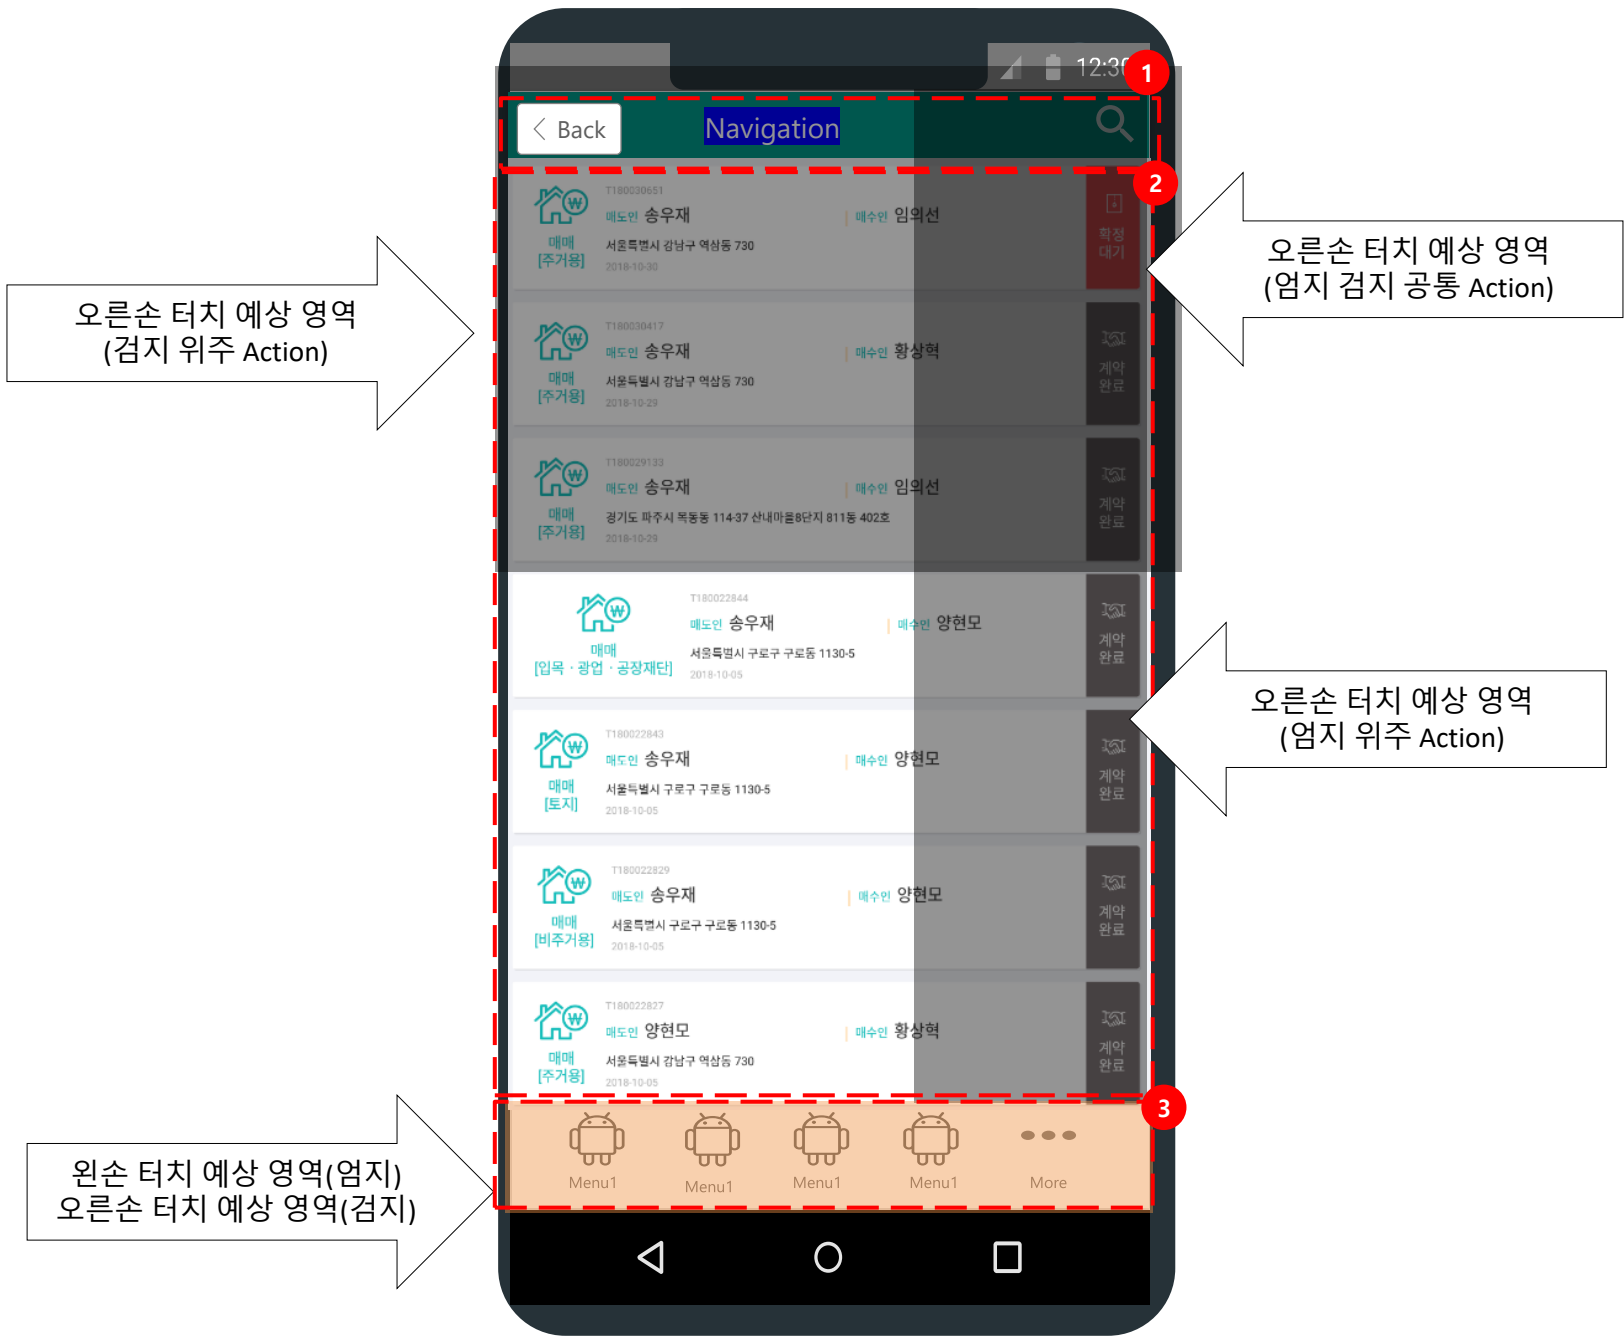 12:30
1
Back
Navigation
2
T180030651
매도인 송우재
매수인 임의선
매매
[주거용]
서울특별시 강남구 역삼동 730
2018-10-30
확정
대기
T180030417
매도인 송우재
매수인 황상혁
매매
[주거용]
서울특별시 강남구 역삼동 730
2018-10-29
계약
완료
T180029133
매도인 송우재
매수인 임의선
매매
[주거용]
경기도 파주시 목동동 114-37 산내마을8단지 811동 402호
2018-10-29
계약
완료
T180022844
매도인 송우재
매수인 양현모
매매
[입목 · 광업 · 공장재단]
서울특별시 구로구 구로동 1130-5
2018-10-05
계약
완료
T180022843
매도인 송우재
매수인 양현모
매매
[토지]
서울특별시 구로구 구로동 1130-5
2018-10-05
계약
완료
T180022829
매도인 송우재
매수인 양현모
매매
[비주거용]
서울특별시 구로구 구로동 1130-5
2018-10-05
계약
완료
T180022827
매도인 양현모
매수인 황상혁
매매
[주거용]
서울특별시 강남구 역삼동 730
2018-10-05
계약
완료
3
Menu1
Menu1
Menu1
Menu1
More
오른손 터치 예상 영역
(검지 위주 Action)
오른손 터치 예상 영역
(엄지 검지 공통 Action)
오른손 터치 예상 영역
(엄지 위주 Action)
왼손 터치 예상 영역(엄지)
오른손 터치 예상 영역(검지)